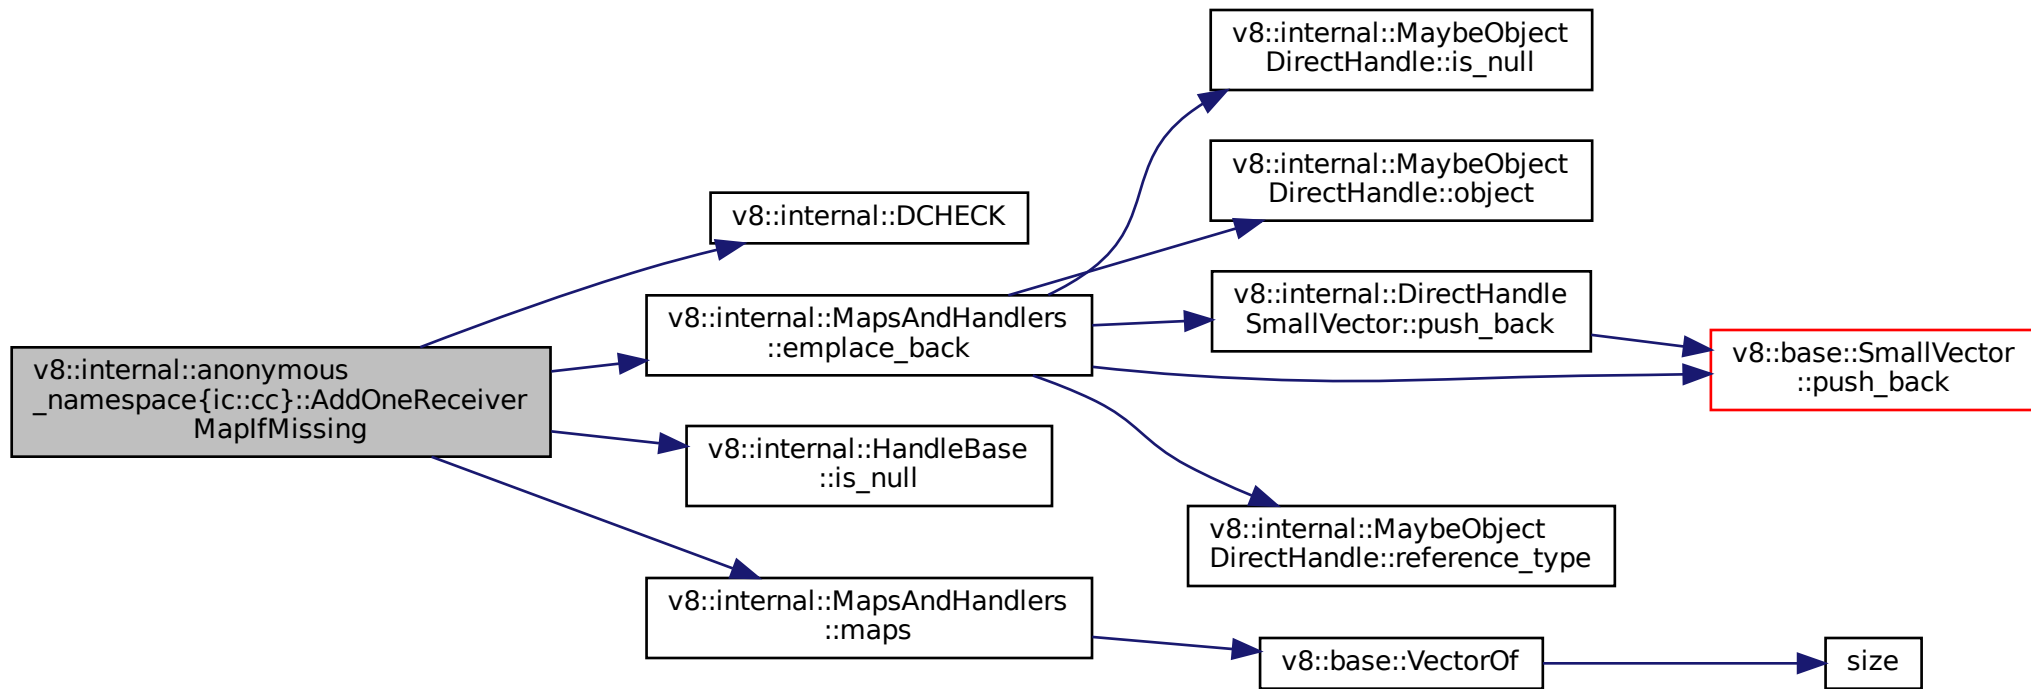 v8::internal::MaybeObject
DirectHandle::is_null
v8::internal::MaybeObject
DirectHandle::object
v8::internal::DCHECK
v8::internal::DirectHandle
SmallVector::push_back
v8::internal::MapsAndHandlers
::emplace_back
v8::base::SmallVector
::push_back
v8::internal::anonymous
_namespace{ic::cc}::AddOneReceiver
MapIfMissing
v8::internal::HandleBase
::is_null
v8::internal::MaybeObject
DirectHandle::reference_type
v8::internal::MapsAndHandlers
::maps
v8::base::VectorOf
size